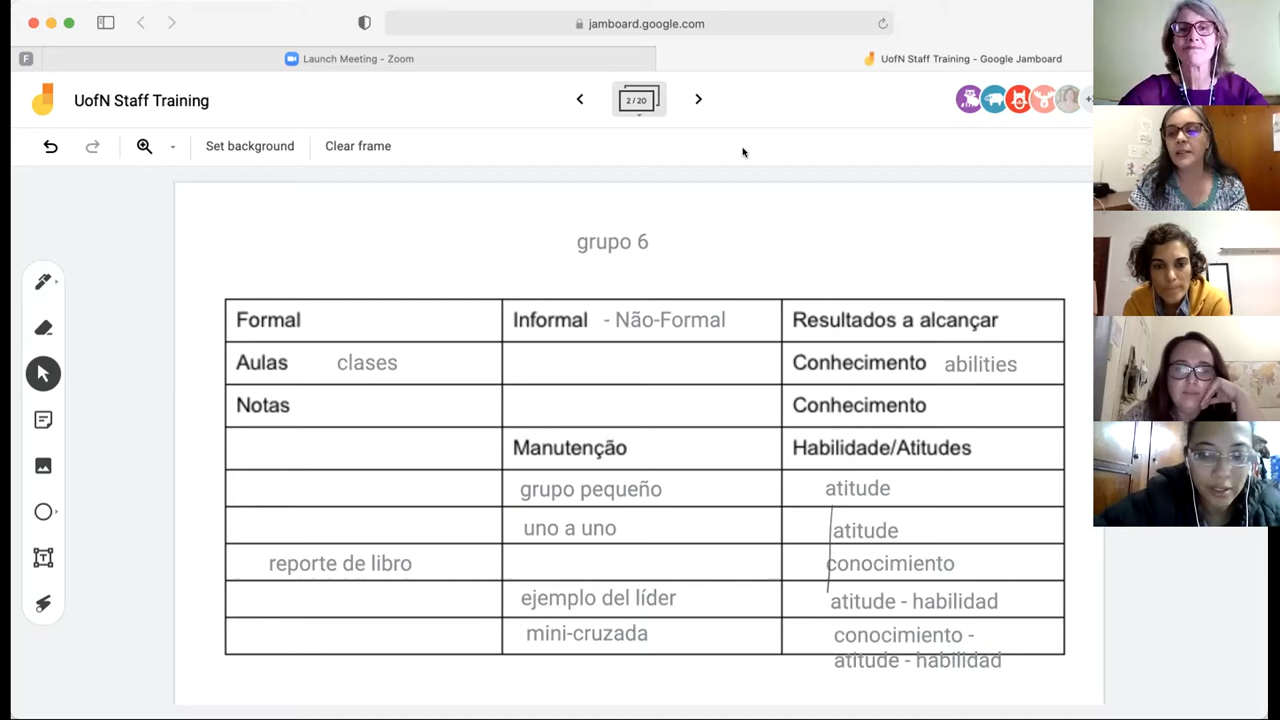 jamboard.google.com
F
Launch Meeting - Zoom
UofN Staff Training - Google Jamboard
UofN Staff Training
2 / 20
Set background
Clear frame
grupo 6
Formal
Informal - Não-Formal
Resultados a alcançar
Aulas clases
Conhecimento abilities
Notas
Conhecimento
Manutenção
Habilidade/Atitudes
grupo pequeño
atitude
uno a uno
atitude
reporte de libro
conocimiento
ejemplo del líder
atitude - habilidad
mini-cruzada
conocimiento -
atitude - habilidad